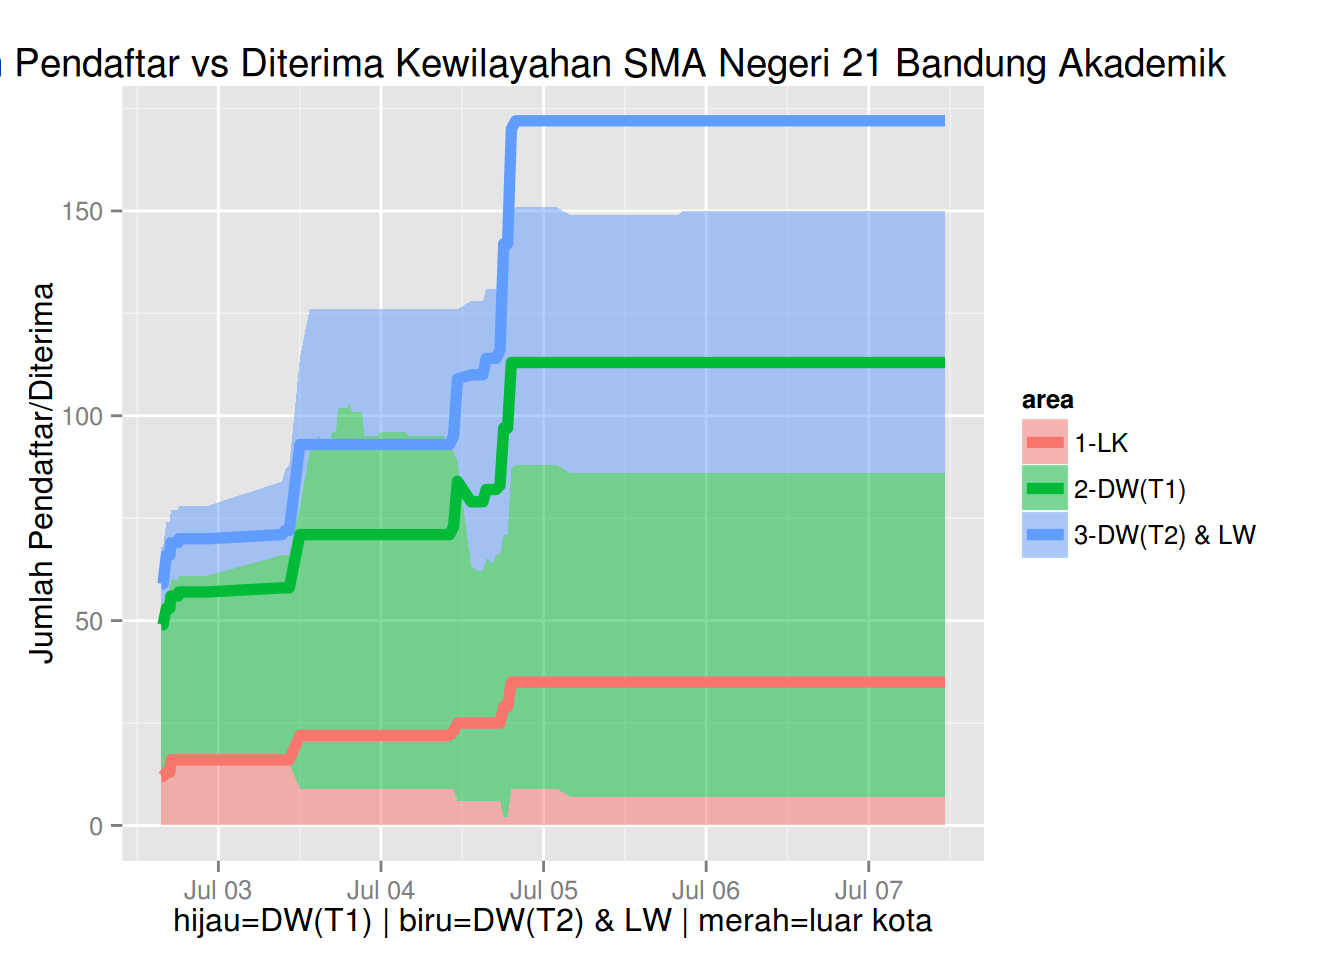 Pendaftar vs Diterima Kewilayahan SMA Negeri 21 Bandung Akademik
150
100
50
0
Jumlah Pendaftar/Diterima
Jul 03
Jul 04
Jul 05
Jul 06
Jul 07
hijau=DW(T1) | biru=DW(T2) & LW | merah=luar kota
area
1-LK
2-DW(T1)
3-DW(T2) & LW